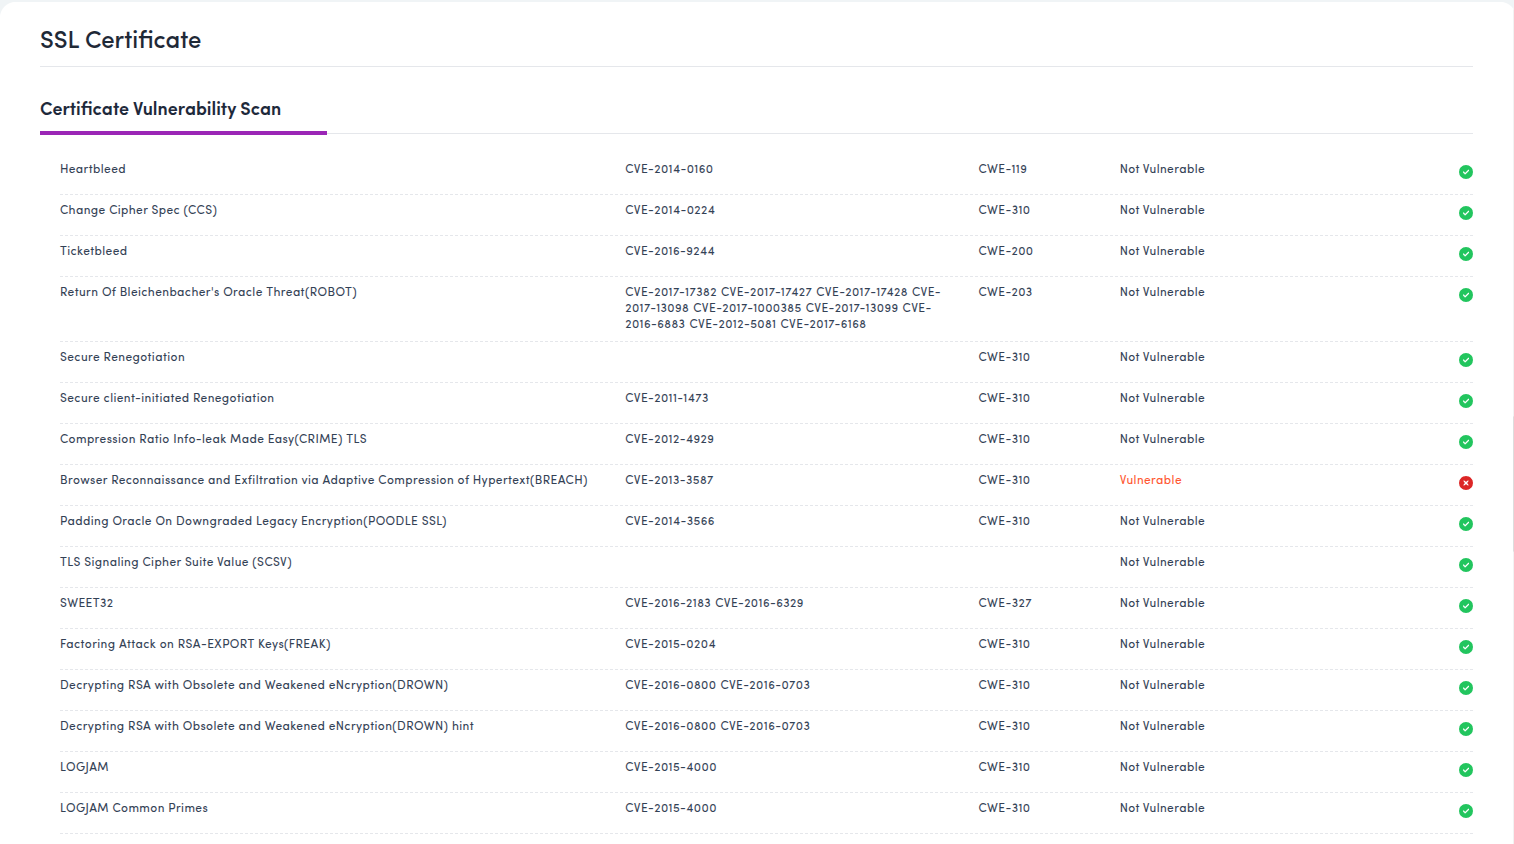 SSL Certificate
Certificate Vulnerability Scan
Heartbleed CVE-2014-0160 CWE-119 Not Vulnerable
Change Cipher Spec (CCS) CVE-2014-0224 CWE-310 Not Vulnerable
Ticketbleed CVE-2016-9244 CWE-200 Not Vulnerable
Return Of Bleichenbacher's Oracle Threat(ROBOT) CVE-2017-17382 CVE-2017-17427 CVE-2017-17428 CVE- CWE-203 Not Vulnerable
2017-13098 CVE-2017-1000385 CVE-2017-13099 CVE-
2016-6883 CVE-2012-5081 CVE-2017-6168
Secure Renegotiation CWE-310 Not Vulnerable
Secure client-initiated Renegotiation CVE-2011-1473 CWE-310 Not Vulnerable
Compression Ratio Info-leak Made Easy(CRIME) TLS CVE-2012-4929 CWE-310 Not Vulnerable
Browser Reconnaissance and Exfiltration via Adaptive Compression of Hypertext(BREACH) CVE-2013-3587 CWE-310 Vulnerable
Padding Oracle On Downgraded Legacy Encryption(POODLE SSL) CVE-2014-3566 CWE-310 Not Vulnerable
TLS Signaling Cipher Suite Value (SCSV) Not Vulnerable
SWEET32 CVE-2016-2183 CVE-2016-6329 CWE-327 Not Vulnerable
Factoring Attack on RSA-EXPORT Keys(FREAK) CVE-2015-0204 CWE-310 Not Vulnerable
Decrypting RSA with Obsolete and Weakened eNcryption(DROWN) CVE-2016-0800 CVE-2016-0703 CWE-310 Not Vulnerable
Decrypting RSA with Obsolete and Weakened eNcryption(DROWN) hint CVE-2016-0800 CVE-2016-0703 CWE-310 Not Vulnerable
LOGJAM CVE-2015-4000 CWE-310 Not Vulnerable
LOGJAM Common Primes CVE-2015-4000 CWE-310 Not Vulnerable